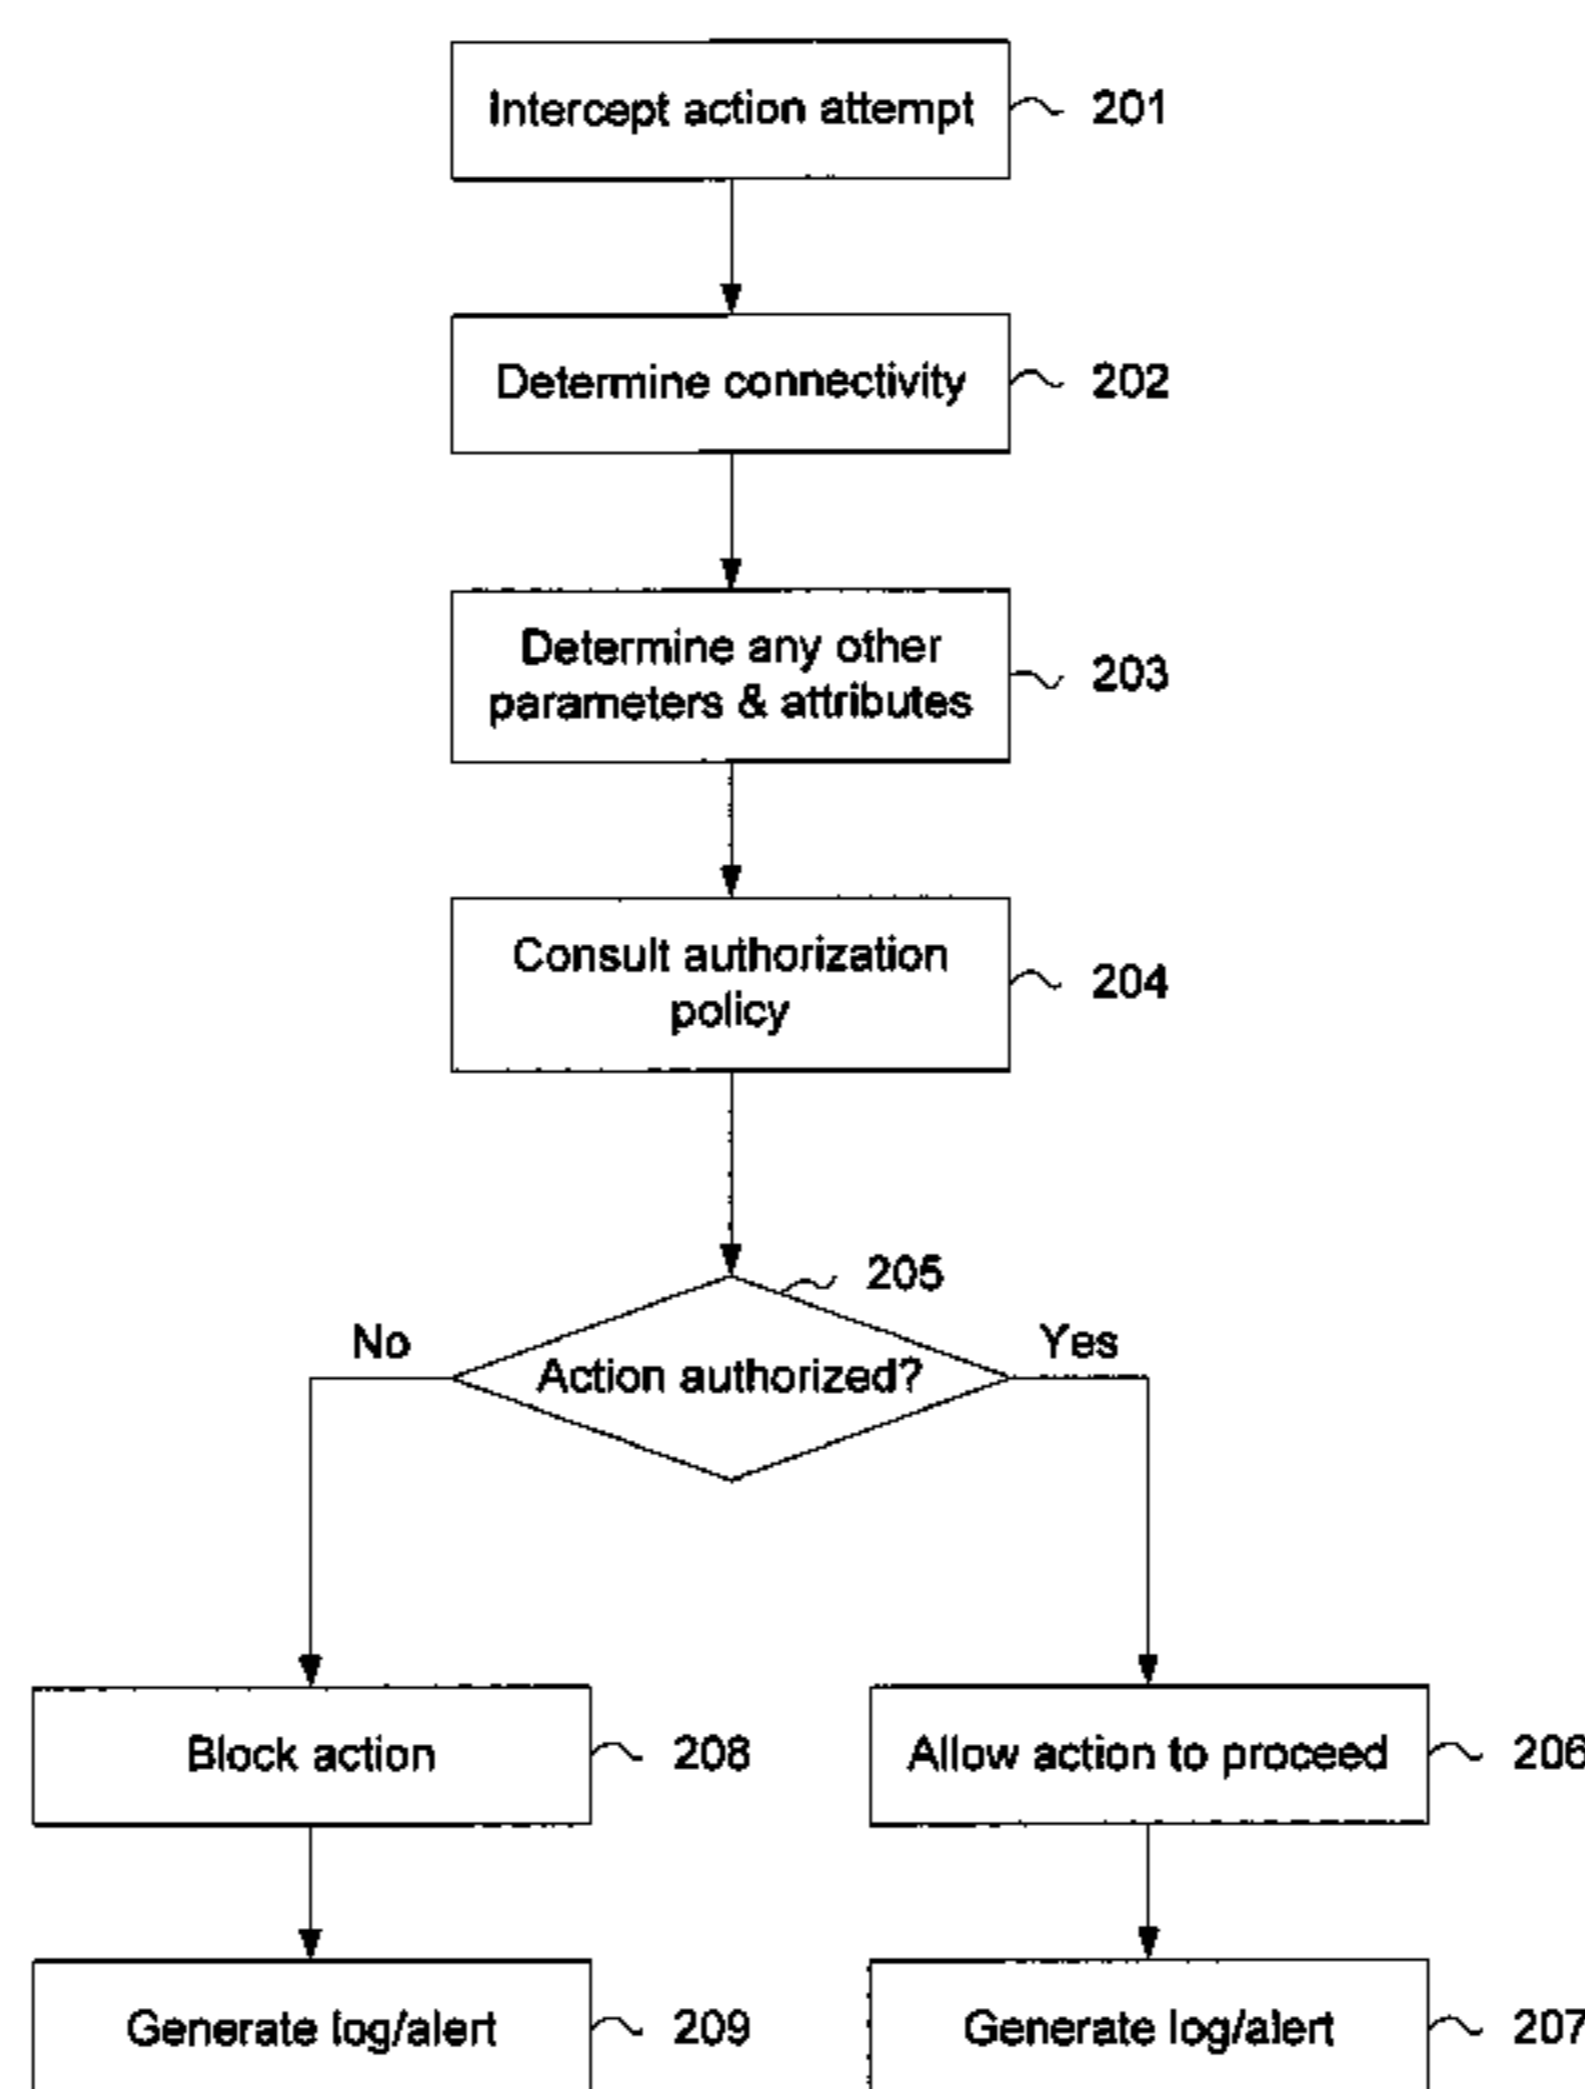 Intercept action attempt 201
Determine connectivity 202
Determine any other
parameters & attributes 203
Consult authorization
policy 204
205
No Yes
Action authorized?
Block action 208 Allow action to proceed 206
Generate log/alert 209 Generate log/alert 207